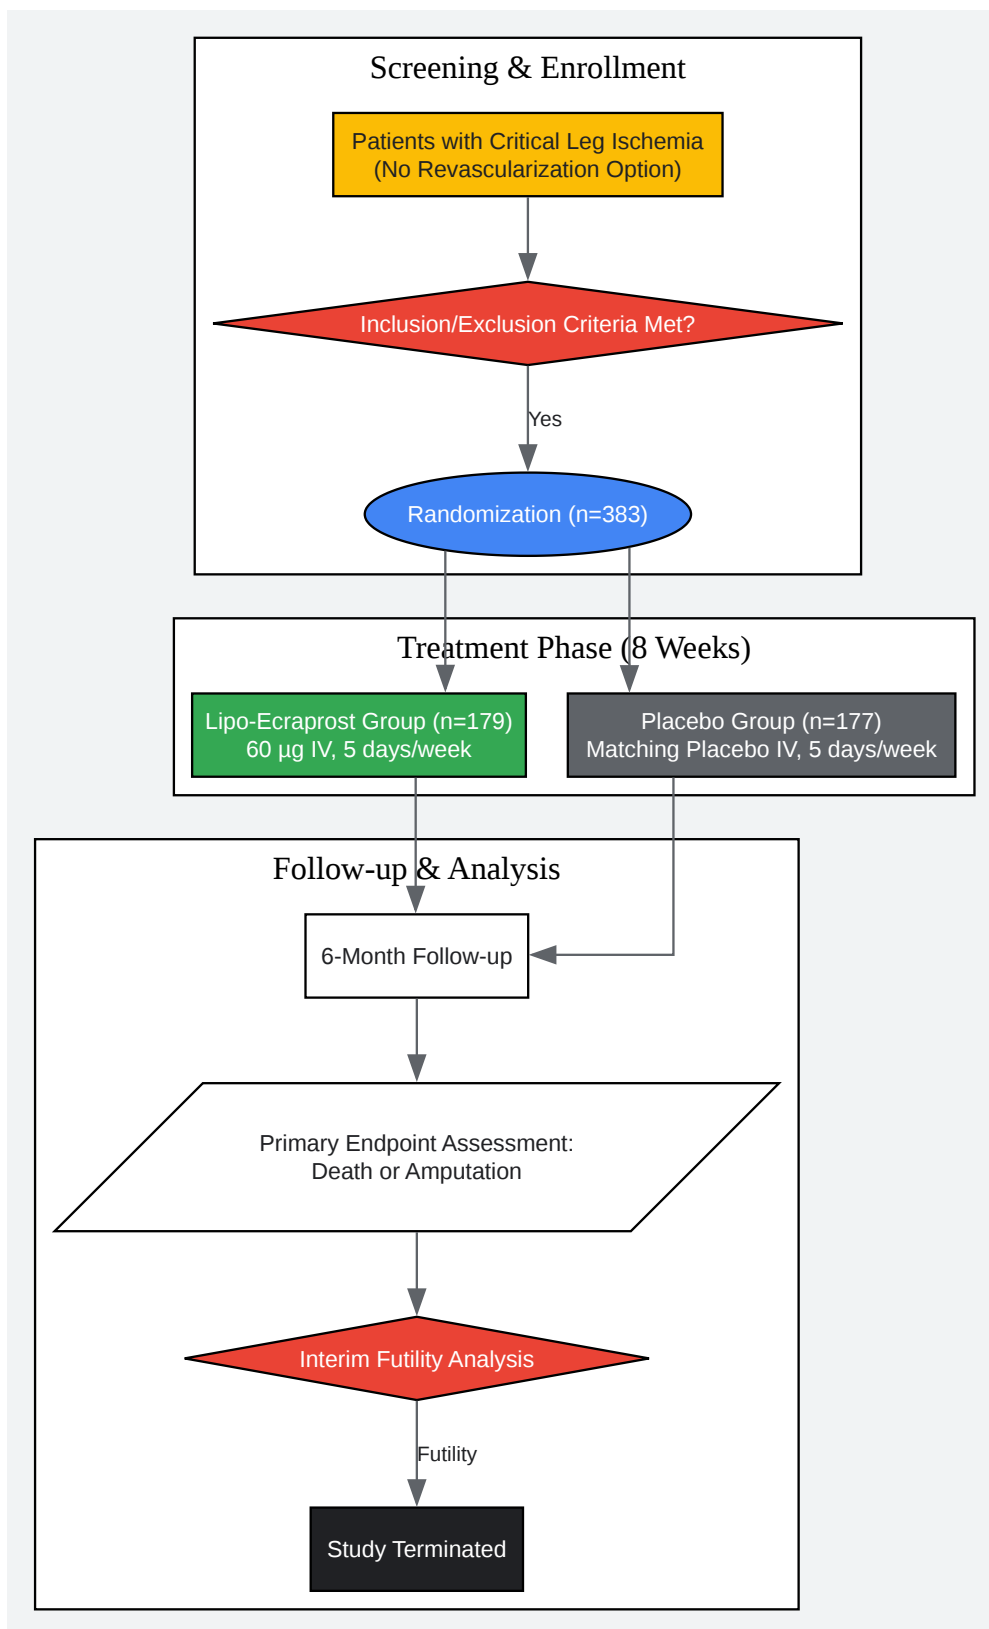 Screening & Enrollment
Patients with Critical Leg Ischemia
(No Revascularization Option)
Inclusion/Exclusion Criteria Met?
Yes
Randomization (n=383)
Treatment Phase (8 Weeks)
Lipo-Ecraprost Group (n=179)
60 µg IV, 5 days/week
Placebo Group (n=177)
Matching Placebo IV, 5 days/week
Follow-up & Analysis
6-Month Follow-up
Primary Endpoint Assessment:
Death or Amputation
Interim Futility Analysis
Futility
Study Terminated